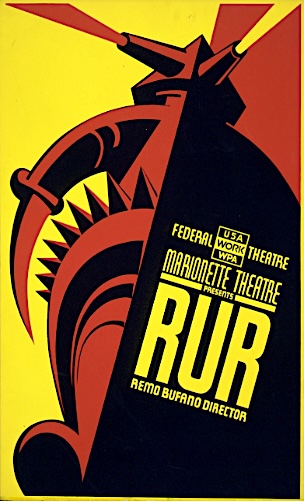 FEDERAL USA WORK WPA THEATRE
MARIONETTE THEATRE
PRESENTS
RUR
REMO BUFANO DIRECTOR